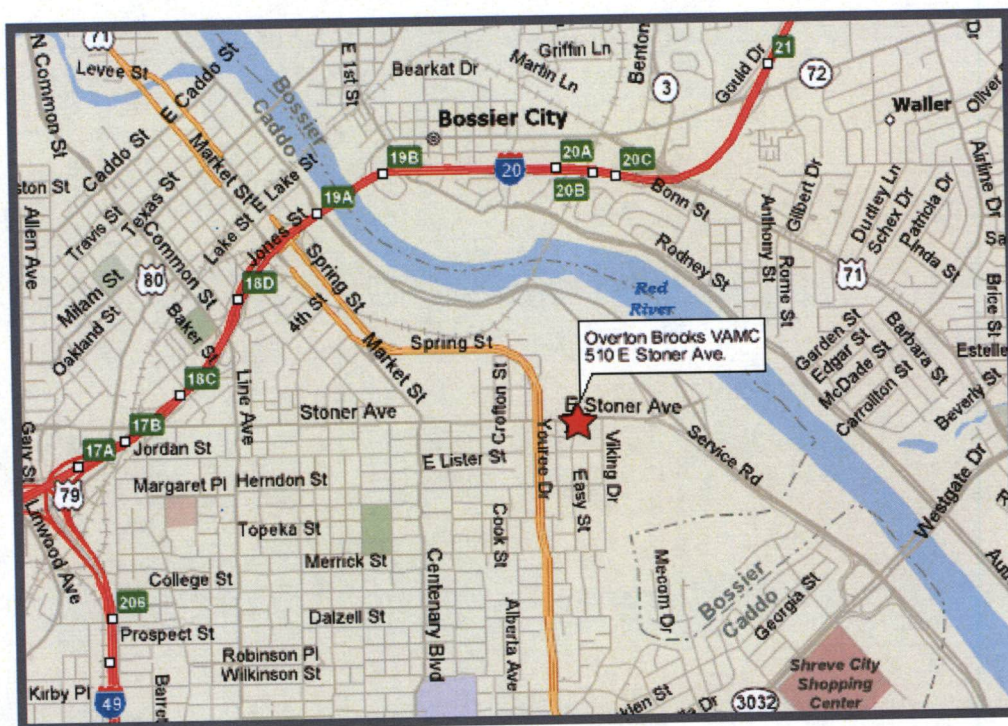 71
N Common St
Levee St
Caddo St
E 1st St
Bearkat Dr
Griffin Ln
Martin Ln
Benton
3
Gould Dr
21
72
Dr
Oliver
Waller
Bossier
Caddo
Bossier City
E
Market St
E Lake St
E
19B
20
20A
20B
20C
Bonn St
Caddo St
Texas St
Travis St
Common St
Lake St
Jones St
19A
18D
Allen Ave
Milam St
80
Oakland St
Baker St
4th St
Spring St
Market St
Spring St
Rodney St
Red
River
Anthony St
Gilbert Dr
Rome St
Dudley Ln
Schex Dr
Patricia Dr
Linda St
Airline Dr
Brice St
71
Garden St
Edgar St
McDade St
Carrollton St
Barbara St
Beverly St
Estelle
Overton Brooks VAMC
510 E Stoner Ave.
18C
17B
17A
79
Gary St
Linwood Ave
Jordan St
Line Ave
Stoner Ave
E Stoner Ave
Service Rd
Westgate Dr
Margaret Pl
Herndon St
E Lister St
S Crofton St
Youree Dr
Easy St
Viking Dr
Topeka St
Merrick St
Cook St
College St
Dalzell St
Centenary Blvd
Alberta Ave
Mecom Dr
Bossier
Caddo
Georgia St
206
Prospect St
Robinson Pl
Wilkinson St
Kirby Pl
49
3032
Shreve City
Shopping
Center